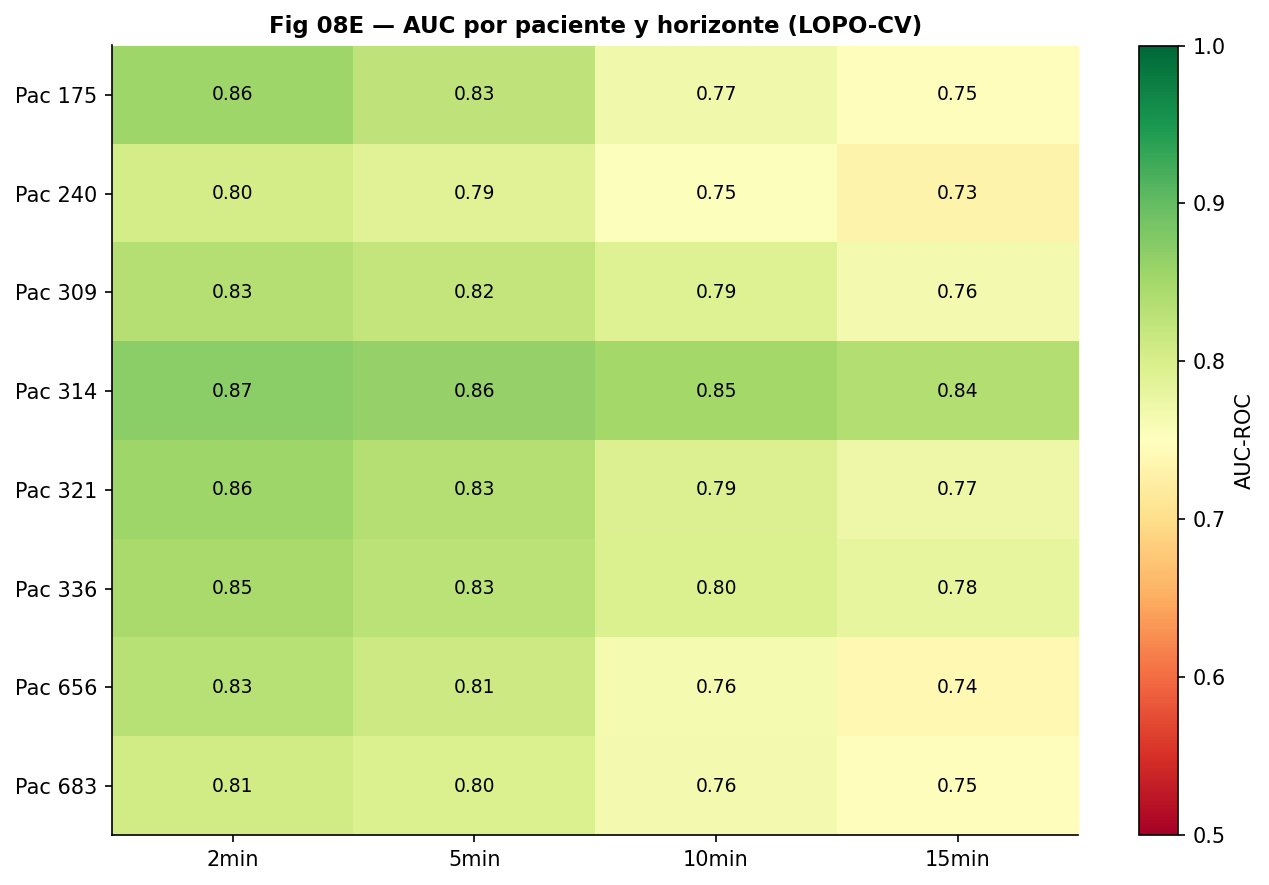 Fig 08E — AUC por paciente y horizonte (LOPO-CV)
Pac 175 0.86 0.83 0.77 0.75
Pac 240 0.80 0.79 0.75 0.73
Pac 309 0.83 0.82 0.79 0.76
Pac 314 0.87 0.86 0.85 0.84
Pac 321 0.86 0.83 0.79 0.77
Pac 336 0.85 0.83 0.80 0.78
Pac 656 0.83 0.81 0.76 0.74
Pac 683 0.81 0.80 0.76 0.75
2min 5min 10min 15min
1.0
0.9
0.8
0.7
0.6
0.5
AUC-ROC